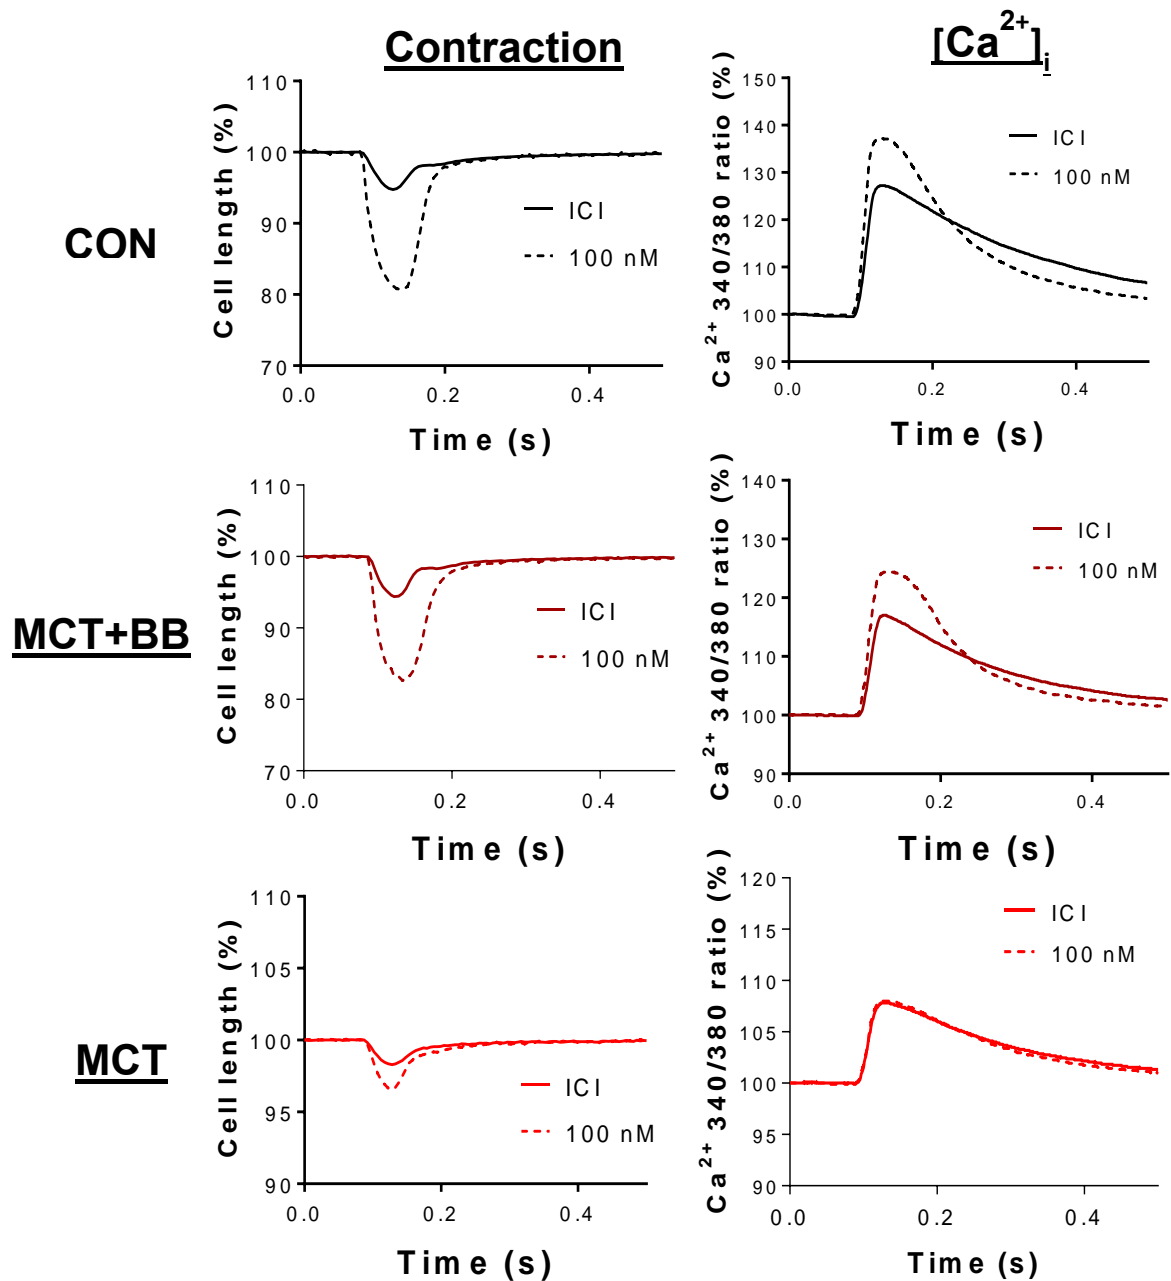 Contraction
[Ca2+]i
CON
Cell length (%)
110
100
90
80
70
0.0
0.2
0.4
Time (s)
ICI
100 nM
Ca2+ 340/380 ratio (%)
150
140
130
120
110
100
90
0.0
0.2
0.4
Time (s)
ICI
100 nM
MCT+BB
Cell length (%)
110
100
90
80
70
0.0
0.2
0.4
Time (s)
ICI
100 nM
Ca2+ 340/380 ratio (%)
140
130
120
110
100
90
0.0
0.2
0.4
Time (s)
ICI
100 nM
MCT
Cell length (%)
110
105
100
95
90
0.0
0.2
0.4
Time (s)
ICI
100 nM
Ca2+ 340/380 ratio (%)
120
115
110
105
100
95
90
0.0
0.2
0.4
Time (s)
ICI
100 nM